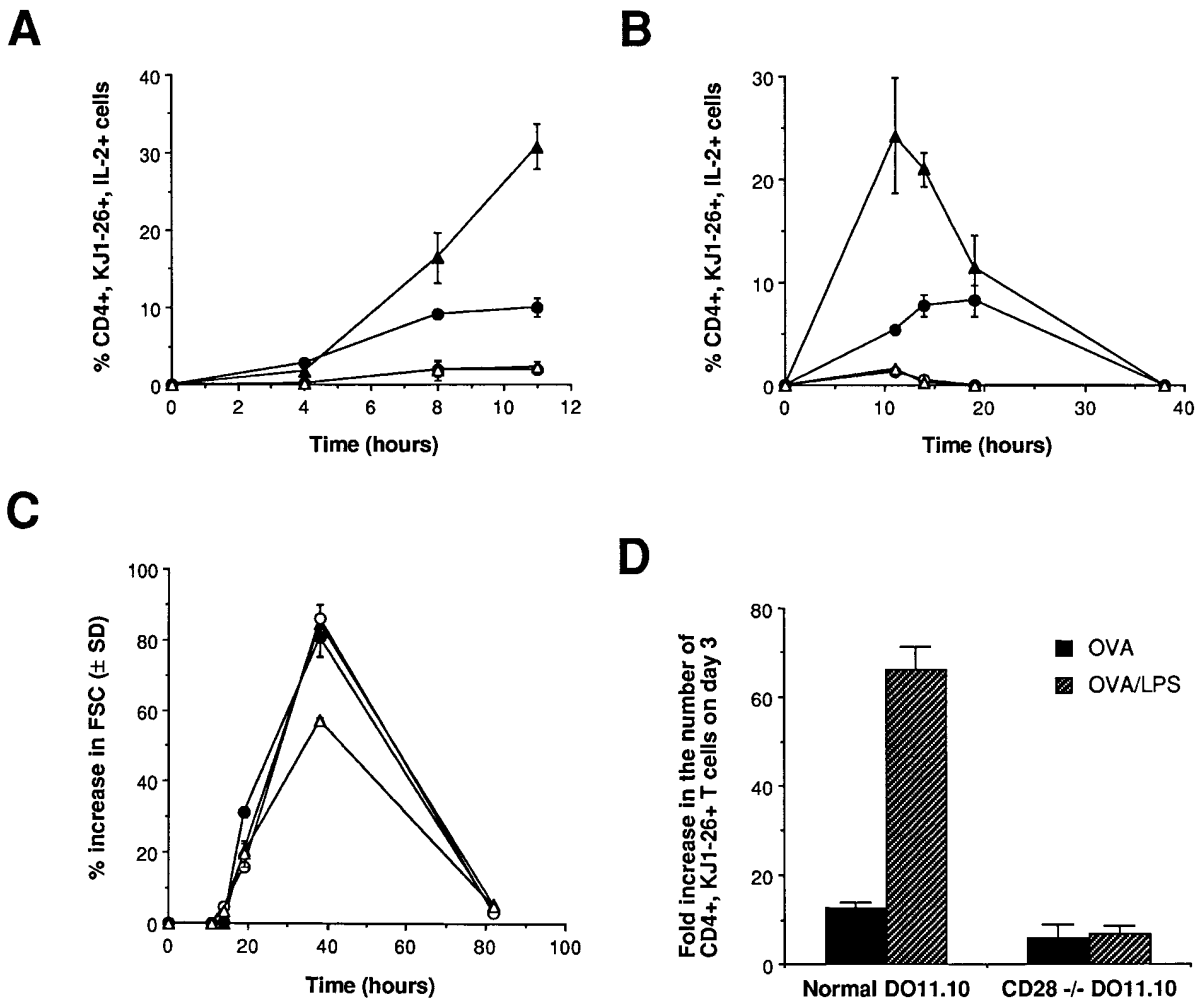 A
% CD4+, KJ1-26+, IL-2+ cells
40
30
20
10
0
0 2 4 6 8 10 12
Time (hours)
B
% CD4+, KJ1-26+, IL-2+ cells
30
20
10
0
0 10 20 30 40
Time (hours)
C
% increase in FSC (± SD)
100
80
60
40
20
0
0 20 40 60 80 100
Time (hours)
D
Fold increase in the number of
CD4+, KJ1-26+ T cells on day 3
80
60
40
20
0
OVA
OVA/LPS
Normal DO11.10 CD28 -/- DO11.10